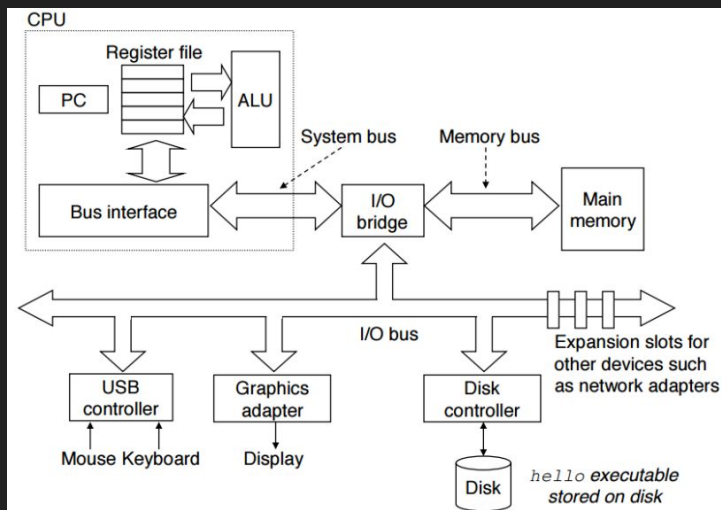 CPU
Register file
PC
ALU
System bus
Memory bus
Bus interface
I/O
bridge
Main
memory
I/O bus
Expansion slots for
other devices such
as network adapters
USB
controller
Graphics
adapter
Disk
controller
Mouse Keyboard
Display
Disk
hello executable
stored on disk